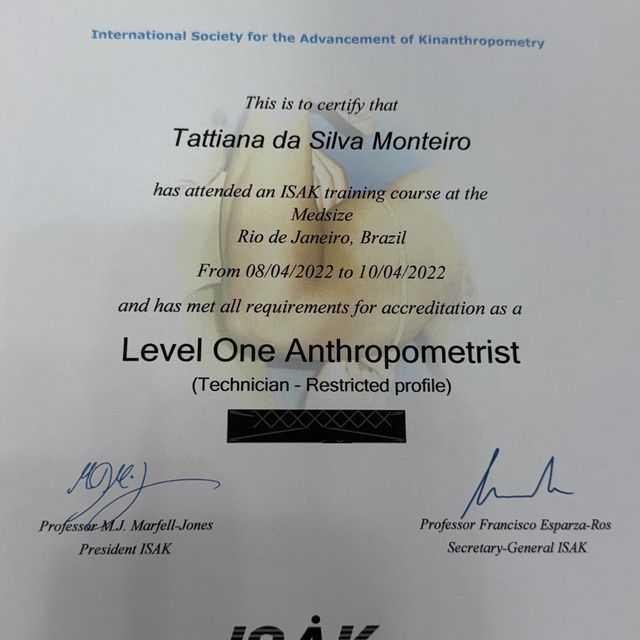 International Society for the Advancement of Kinanthropometry
This is to certify that
Tattiana da Silva Monteiro
has attended an ISAK training course at the
Medsize
Rio de Janeiro, Brazil
From 08/04/2022 to 10/04/2022
and has met all requirements for accreditation as a
Level One Anthropometrist
(Technician - Restricted profile)
Professor M.J. Marfell-Jones
President ISAK
Professor Francisco Esparza-Ros
Secretary-General ISAK
ISAK